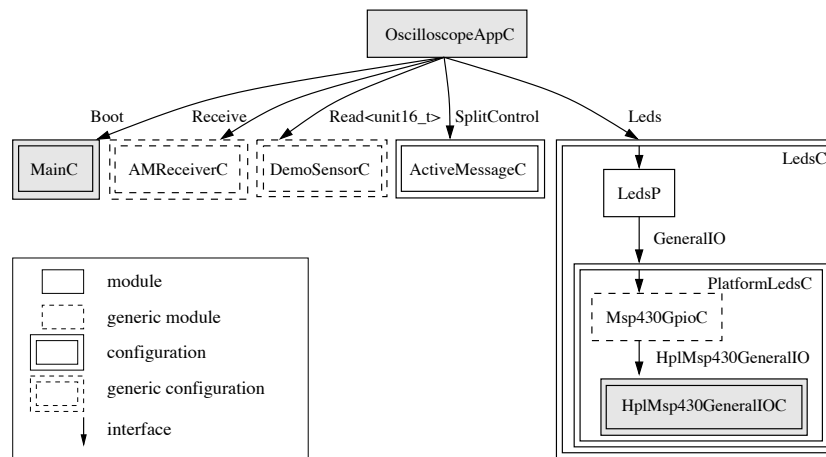 OscilloscopeAppC
Boot
Receive
Read<unit16_t>
SplitControl
Leds
MainC
AMReceiverC
DemoSensorC
ActiveMessageC
LedsC
LedsP
GeneralIO
PlatformLedsC
Msp430GpioC
HplMsp430GeneralIO
HplMsp430GeneralIOC
module
generic module
configuration
generic configuration
interface